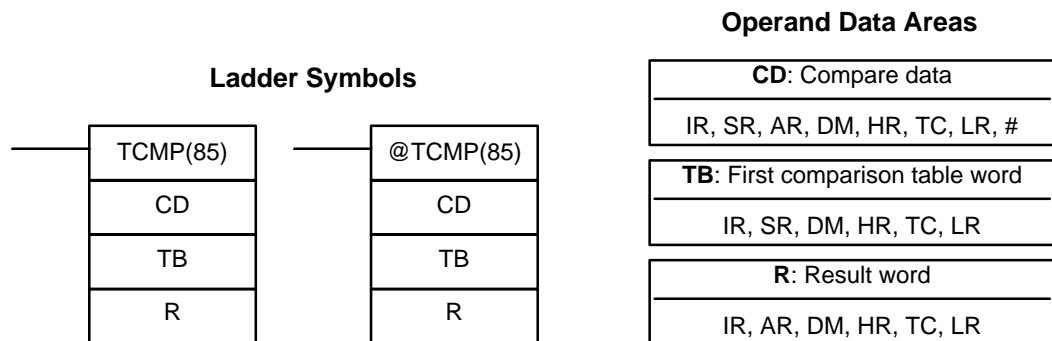 Operand Data Areas
Ladder Symbols
CD: Compare data
IR, SR, AR, DM, HR, TC, LR, #
TCMP(85)
@TCMP(85)
TB: First comparison table word
CD
CD
IR, SR, DM, HR, TC, LR
TB
TB
R: Result word
R
R
IR, AR, DM, HR, TC, LR